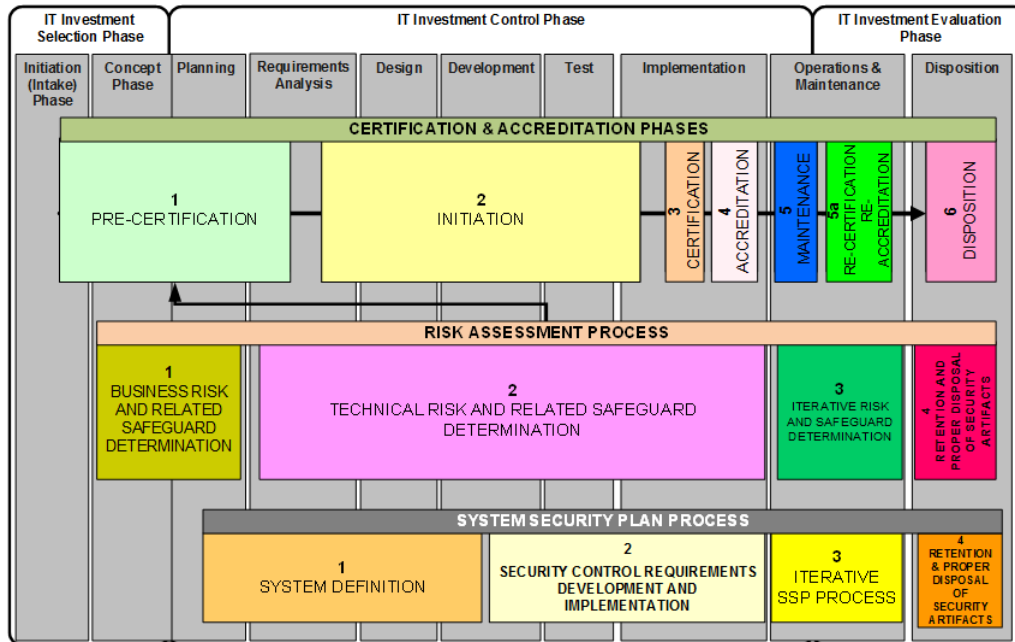 IT Investment
Selection Phase
IT Investment Control Phase
IT Investment Evaluation
Phase
Initiation
(Intake)
Phase
Concept
Phase
Planning
Requirements
Analysis
Design
Development
Test
Implementation
Operations &
Maintenance
Disposition
CERTIFICATION & ACCREDITATION PHASES
1
PRE-CERTIFICATION
2
INITIATION
3
CERTIFICATION
4
ACCREDITATION
5
MAINTENANCE
5a
RE-CERTIFICATION
RE-
ACCREDITATION
6
DISPOSITION
RISK ASSESSMENT PROCESS
1
BUSINESS RISK
AND RELATED
SAFEGUARD
DETERMINATION
2
TECHNICAL RISK AND RELATED SAFEGUARD
DETERMINATION
3
ITERATIVE RISK
AND SAFEGUARD
DETERMINATION
4
RETENTION AND
PROPER DISPOSAL
OF SECURITY
ARTIFACTS
SYSTEM SECURITY PLAN PROCESS
1
SYSTEM DEFINITION
2
SECURITY CONTROL REQUIREMENTS
DEVELOPMENT AND
IMPLEMENTATION
3
ITERATIVE
SSP PROCESS
4
RETENTION
& PROPER
DISPOSAL
OF
SECURITY
ARTIFACTS